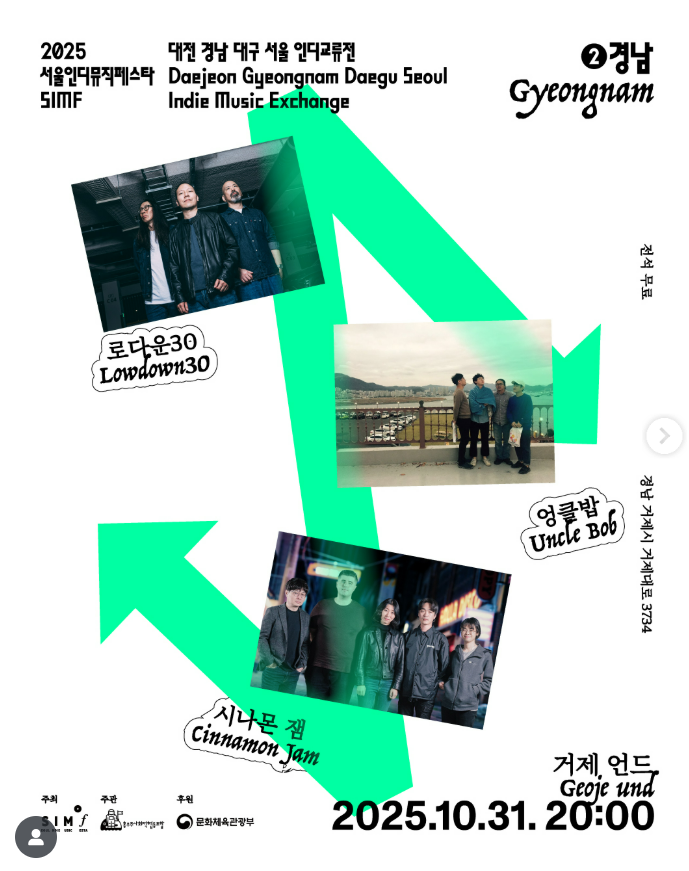 2025
서울인디뮤직페스타
SIMF
대전 경남 대구 서울 인디교류전
Daejeon Gyeongnam Daegu Seoul
Indie Music Exchange
2경남
Gyeongnam
전석 무료
로다운30
Lowdown30
엉클밥
Uncle Bob
경남 거제시 거제대로 3734
시나몬 잼
Cinnamon Jam
거제 언드
Geoje und
2025.10.31. 20:00
주최
SIMF
주관
후원
문화체육관광부